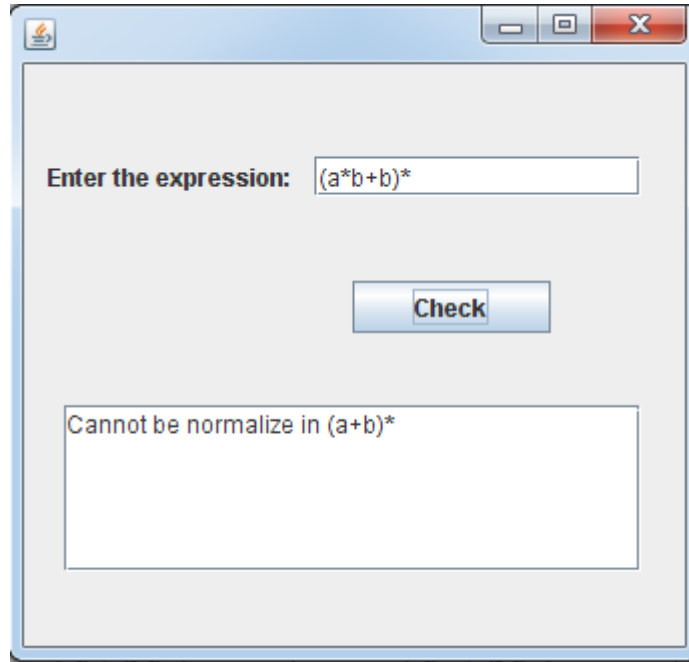 Enter the expression: (a*b+b)*
Check
Cannot be normalize in (a+b)*